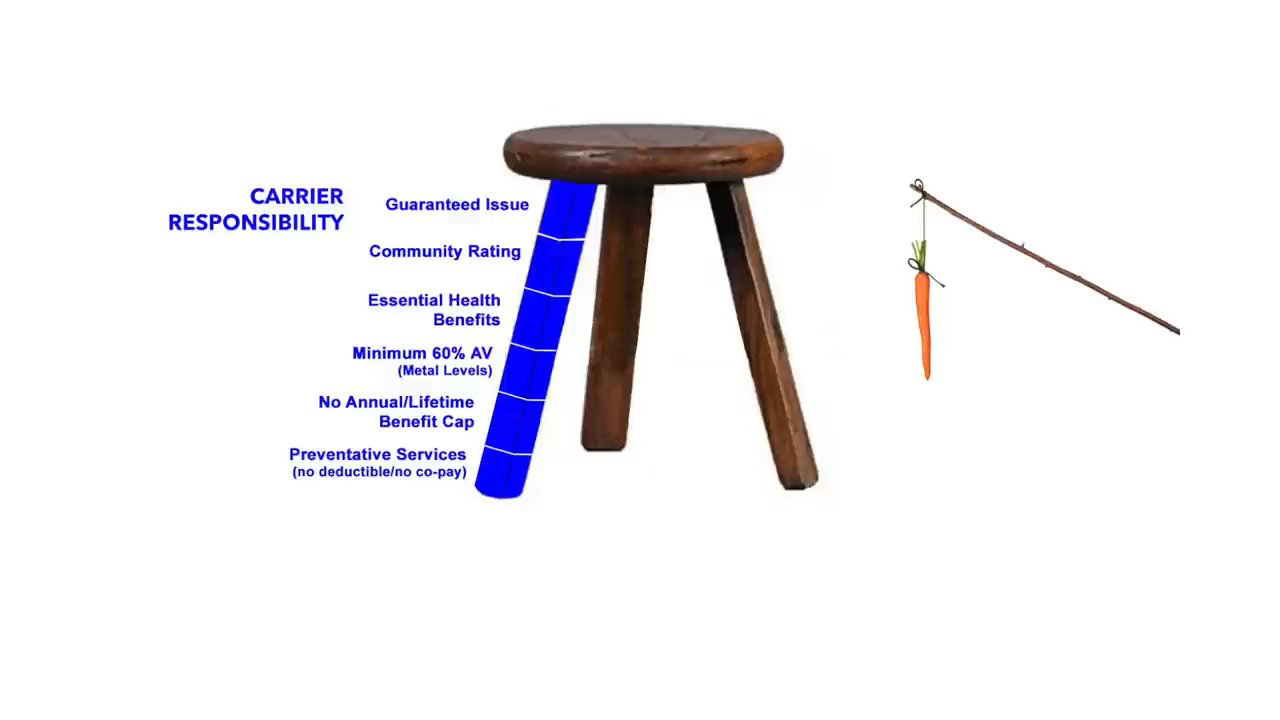 CARRIER
RESPONSIBILITY
Guaranteed Issue
Community Rating
Essential Health
Benefits
Minimum 60% AV
(Metal Levels)
No Annual/Lifetime
Benefit Cap
Preventative Services
(no deductible/no co-pay)